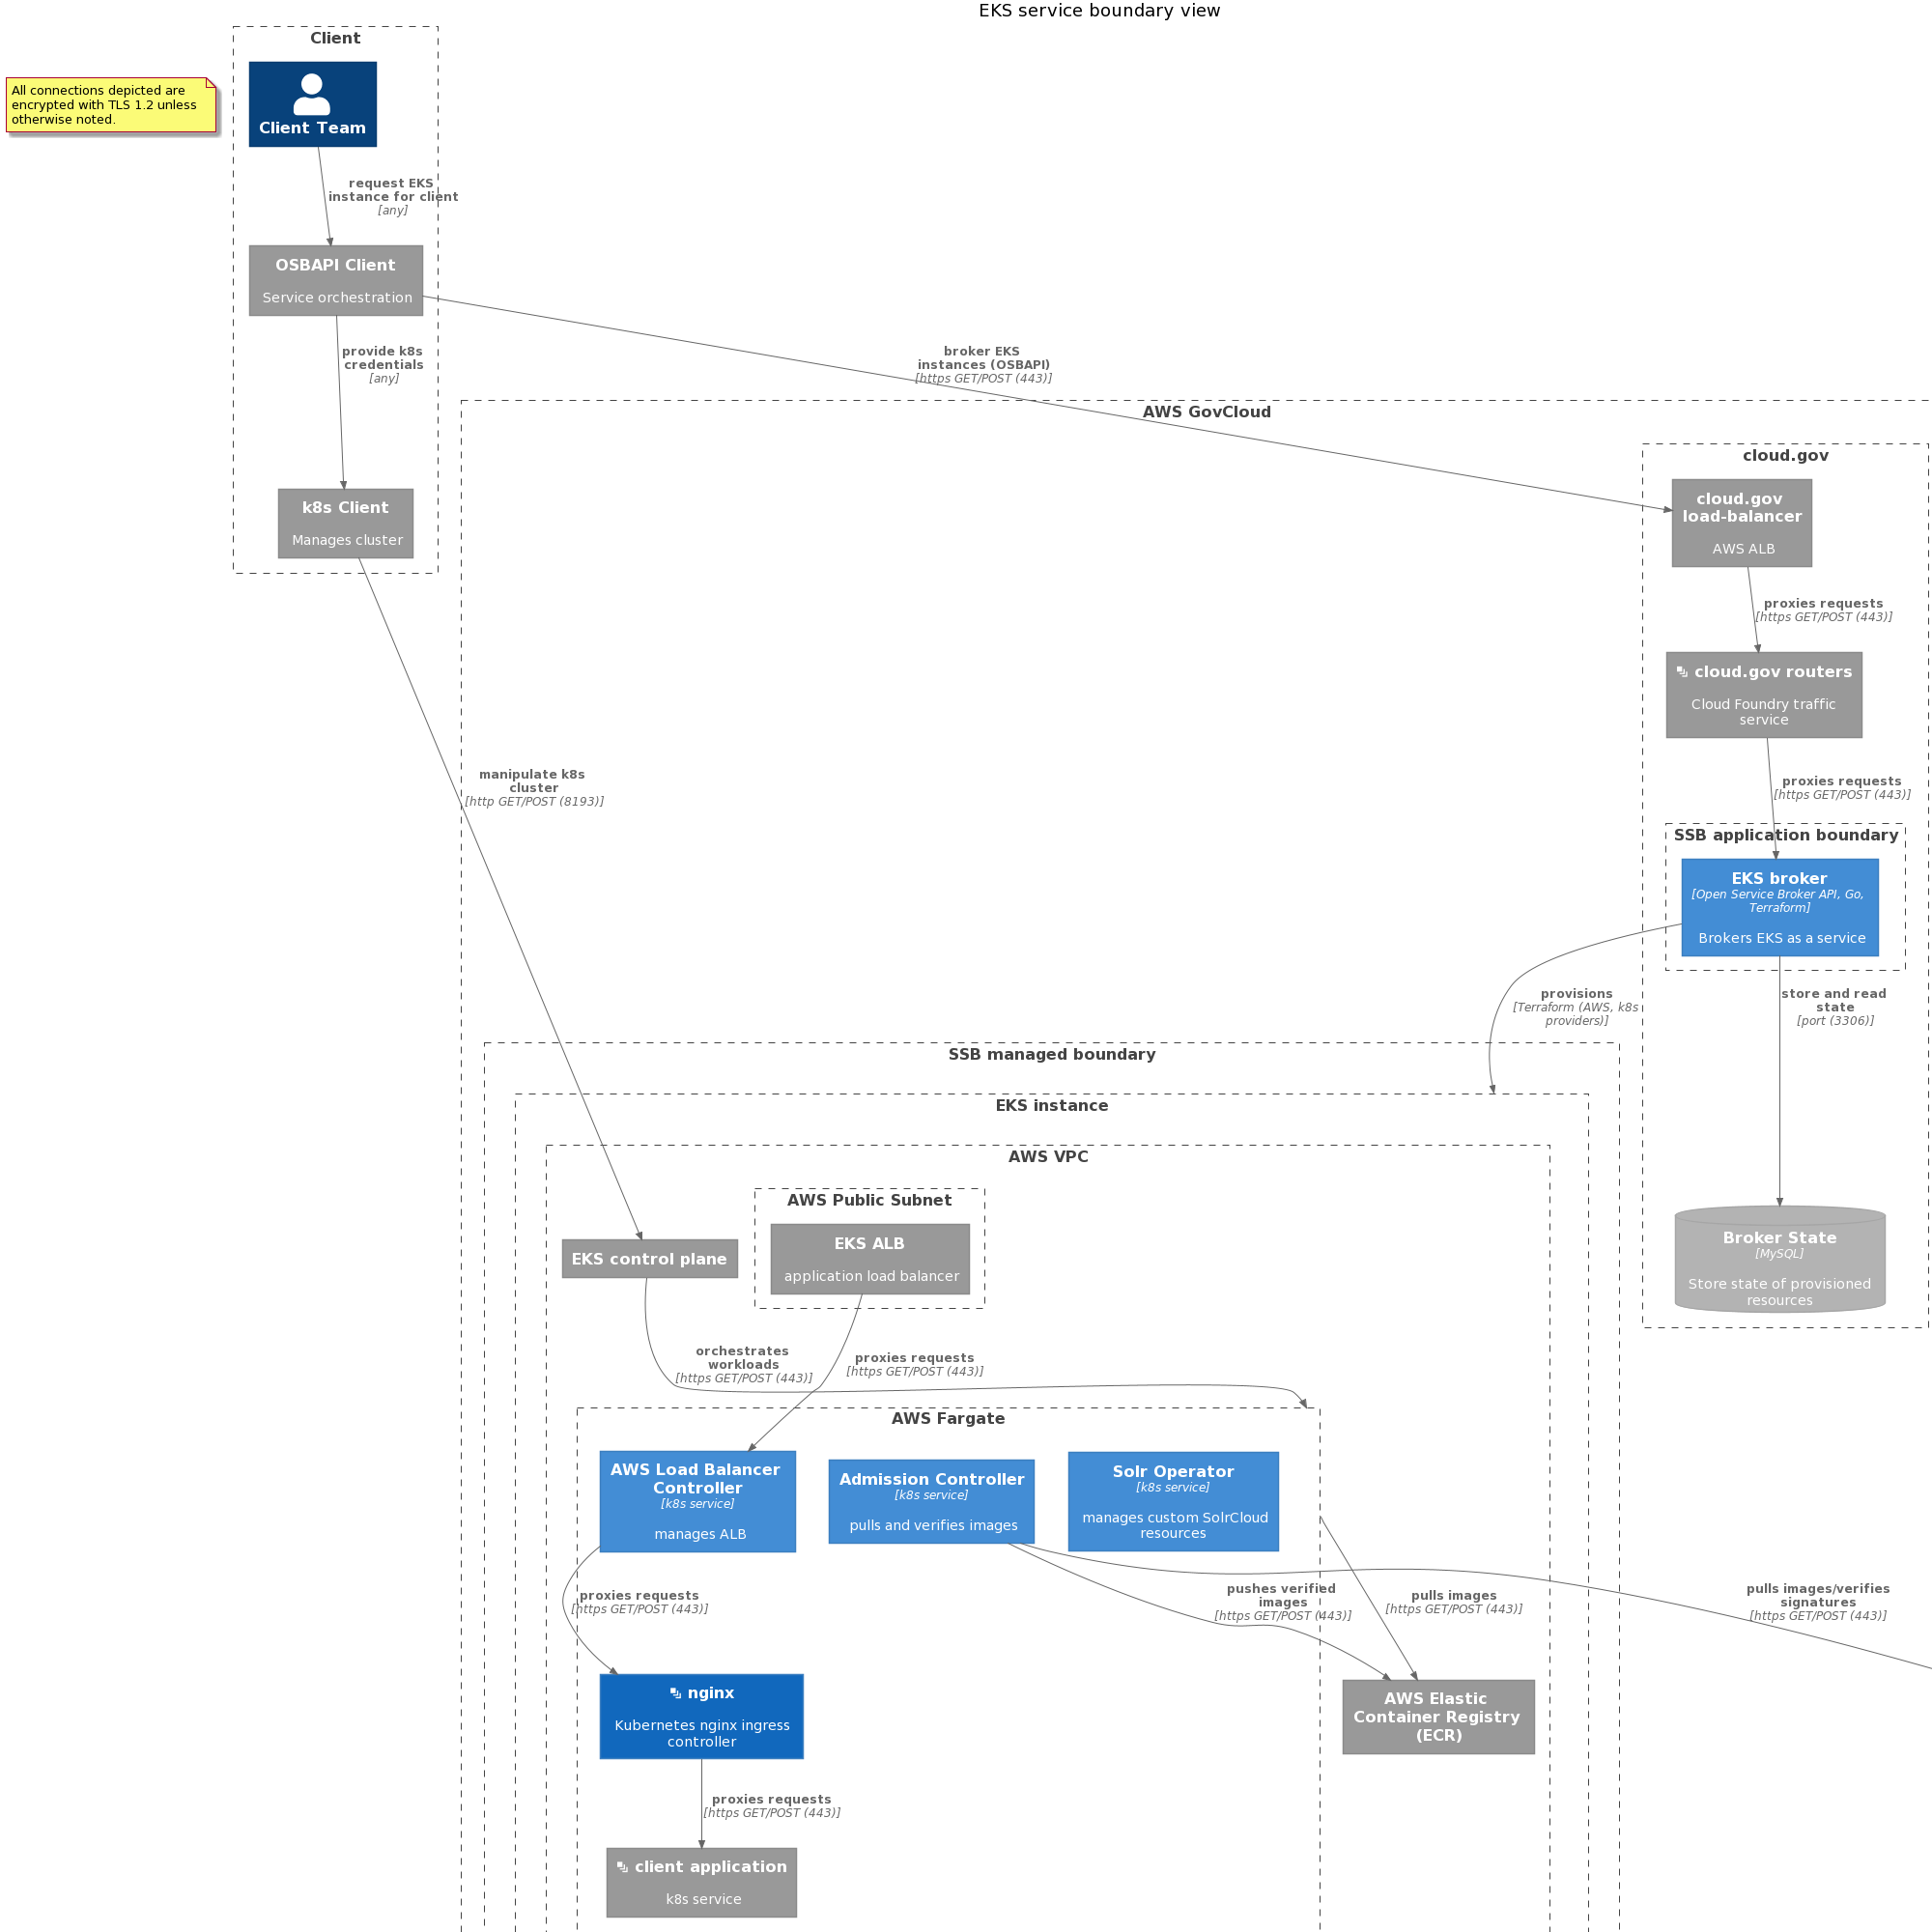 EKS service boundary view
Client
All connections depicted are
encrypted with TLS 1.2 unless
otherwise noted.
Client Team
request EKS
instance for client
[any]
OSBAPI Client
Service orchestration
provide k8s
credentials
[any]
broker EKS
instances (OSBAPI)
[https GET/POST (443)]
AWS GovCloud
cloud.gov
cloud.gov
load-balancer
AWS ALB
k8s Client
Manages cluster
proxies requests
[https GET/POST (443)]
cloud.gov routers
Cloud Foundry traffic
service
manipulate k8s
cluster
[http GET/POST (8193)]
proxies requests
[https GET/POST (443)]
SSB application boundary
EKS broker
[Open Service Broker API, Go,
Terraform]
Brokers EKS as a service
provisions
[Terraform (AWS, k8s
providers)]
store and read
state
[port (3306)]
SSB managed boundary
EKS instance
AWS VPC
AWS Public Subnet
EKS control plane
EKS ALB
application load balancer
Broker State
[MySQL]
Store state of provisioned
resources
orchestrates
workloads
[https GET/POST (443)]
proxies requests
[https GET/POST (443)]
AWS Fargate
AWS Load Balancer
Controller
[k8s service]
manages ALB
Admission Controller
[k8s service]
pulls and verifies images
Solr Operator
[k8s service]
manages custom SolrCloud
resources
proxies requests
[https GET/POST (443)]
pushes verified
images
[https GET/POST (443)]
pulls images
[https GET/POST (443)]
pulls images/verifies
signatures
[https GET/POST (443)]
nginx
Kubernetes nginx ingress
controller
AWS Elastic
Container Registry
(ECR)
proxies requests
[https GET/POST (443)]
client application
k8s service